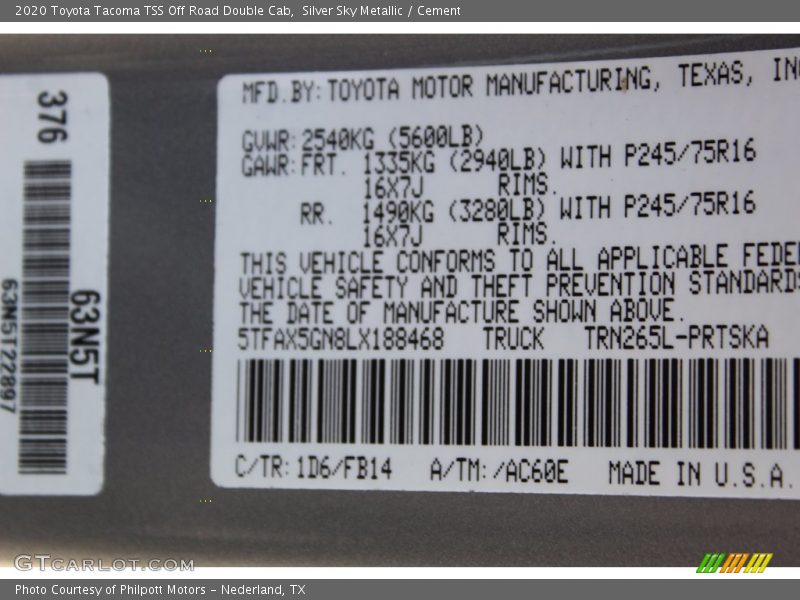 2020 Toyota Tacoma TSS Off Road Double Cab,  Silver Sky Metallic / Cement
376
63N5T
63N5T22897
MFD.BY:TOYOTA MOTOR MANUFACTURING, TEXAS, INC
GVWR:2540KG (5600LB)
GAWR:FRT. 1335KG (2940LB) WITH P245/75R16
16X7J RIMS.
RR. 1490KG (3280LB) WITH P245/75R16
16X7J RIMS.
THIS VEHICLE CONFORMS TO ALL APPLICABLE FEDE
VEHICLE SAFETY AND THEFT PREVENTION STANDARDS
THE DATE OF MANUFACTURE SHOWN ABOVE.
5TFAX5GN8LX188468 TRUCK TRN265L-PRTSKA
C/TR:1D6/FB14 A/TM:/AC60E MADE IN U.S.A.
GTCARLOT.COM
Photo Courtesy of Philpott Motors - Nederland, TX